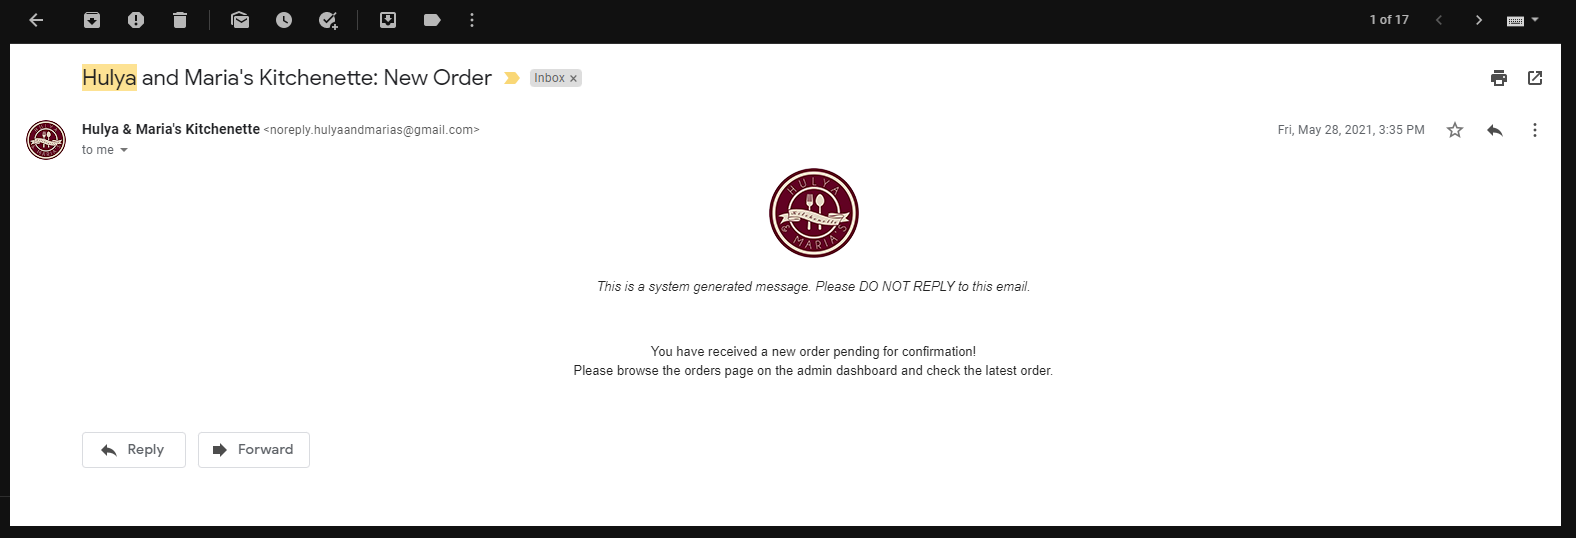 1 of 17
Hulya and Maria's Kitchenette: New Order
Inbox ×
Hulya & Maria's Kitchenette <noreply.hulyaandmarias@gmail.com>
Fri, May 28, 2021, 3:35 PM
to me
HULYA
MARIA
HULYA
Kitchenette
& MARIA'S
This is a system generated message. Please DO NOT REPLY to this email.
You have received a new order pending for confirmation!
Please browse the orders page on the admin dashboard and check the latest order.
Reply
Forward